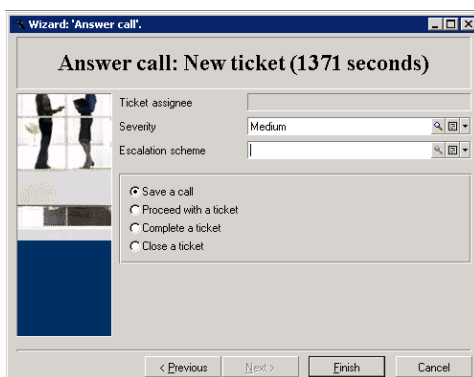 Wizard: 'Answer call'.
Answer call: New ticket (1371 seconds)
Ticket assignee
Severity
Medium
Escalation scheme
Save a call
Proceed with a ticket
Complete a ticket
Close a ticket
< Previous
Next >
Finish
Cancel